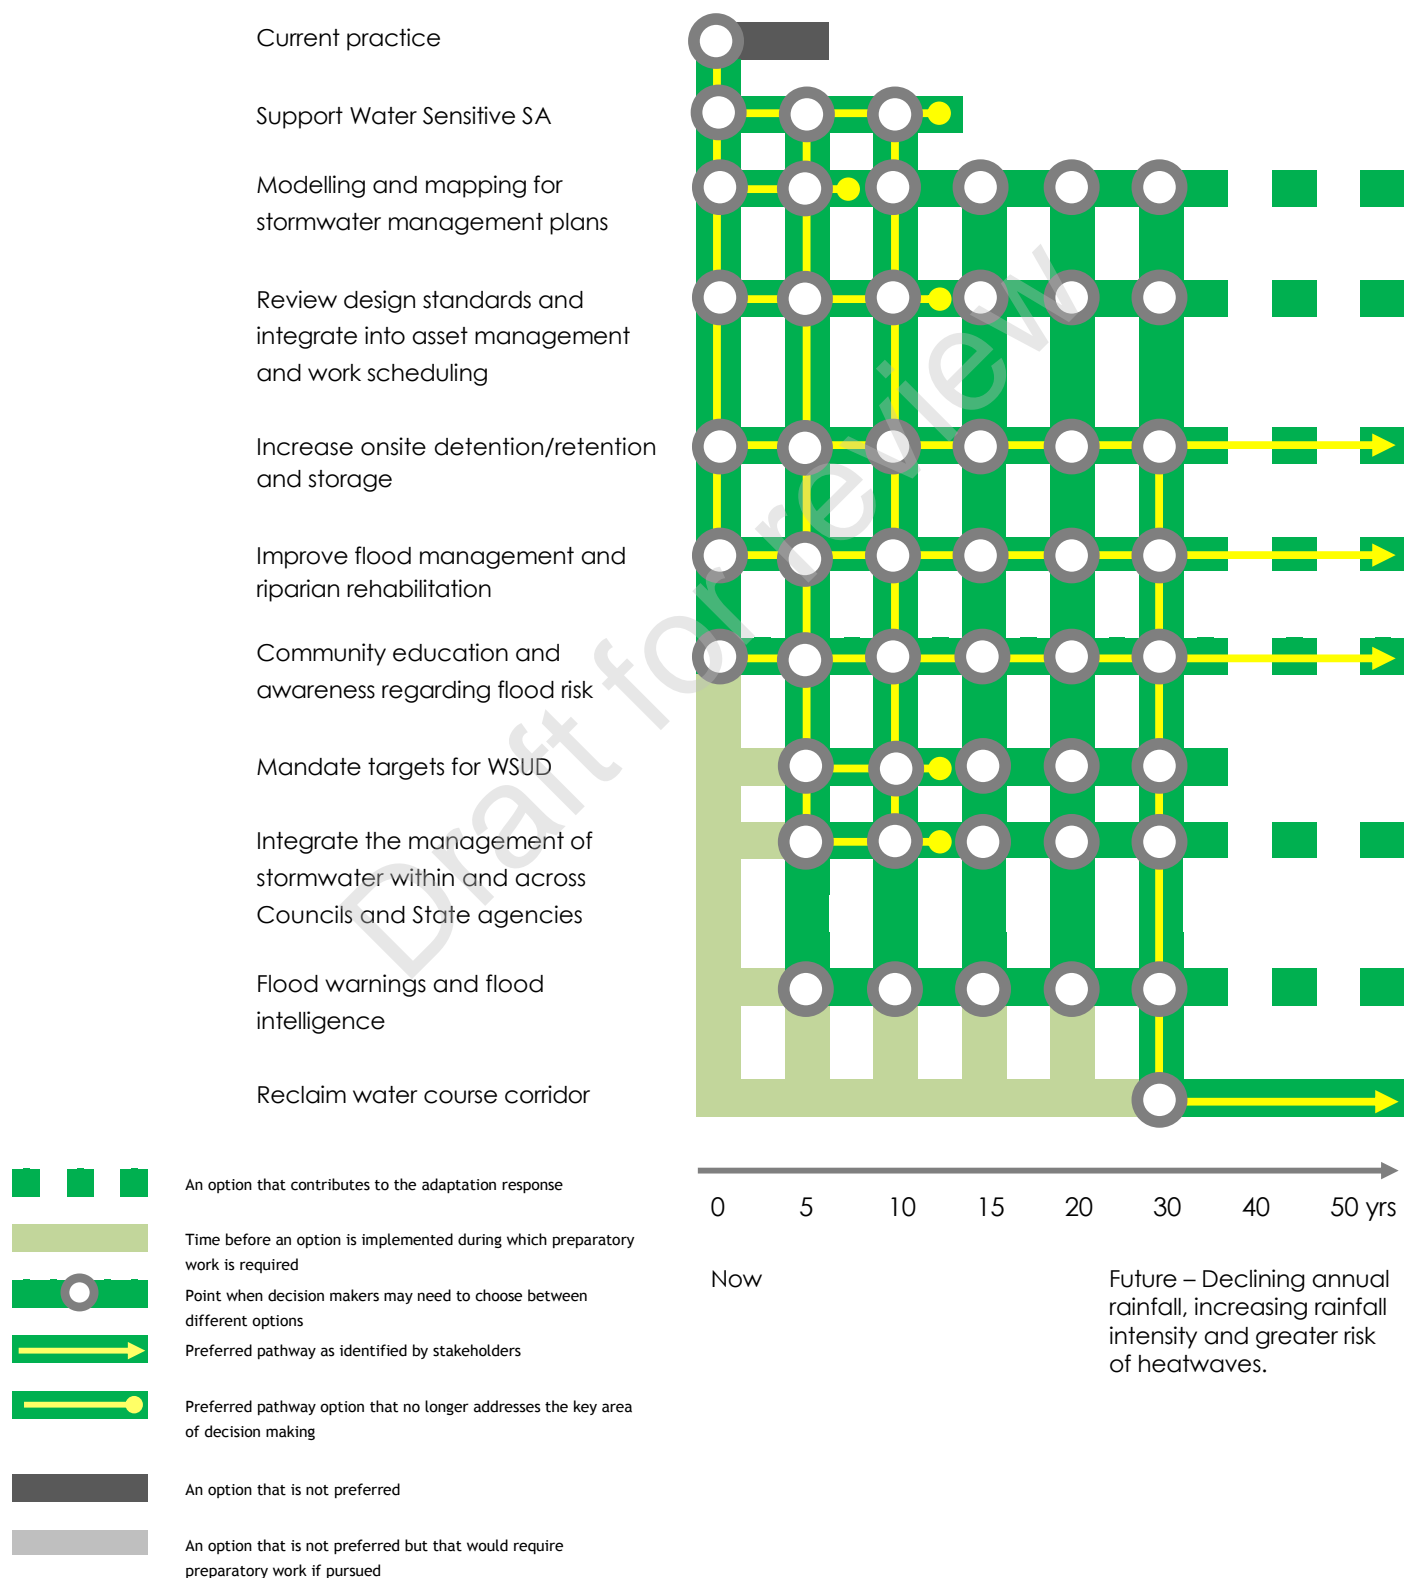 Current practice
Support Water Sensitive SA
Modelling and mapping for
stormwater management plans
Review design standards and
integrate into asset management
and work scheduling
Increase onsite detention/retention
and storage
Improve flood management and
riparian rehabilitation
Community education and
awareness regarding flood risk
Mandate targets for WSUD
Integrate the management of
stormwater within and across
Councils and State agencies
Flood warnings and flood
intelligence
Reclaim water course corridor
Draft for review
0 5 10 15 20 30 40 50 yrs
Now
Future – Declining annual
rainfall, increasing rainfall
intensity and greater risk
of heatwaves.
An option that contributes to the adaptation response
Time before an option is implemented during which preparatory
work is required
Point when decision makers may need to choose between
different options
Preferred pathway as identified by stakeholders
Preferred pathway option that no longer addresses the key area
of decision making
An option that is not preferred
An option that is not preferred but that would require
preparatory work if pursued